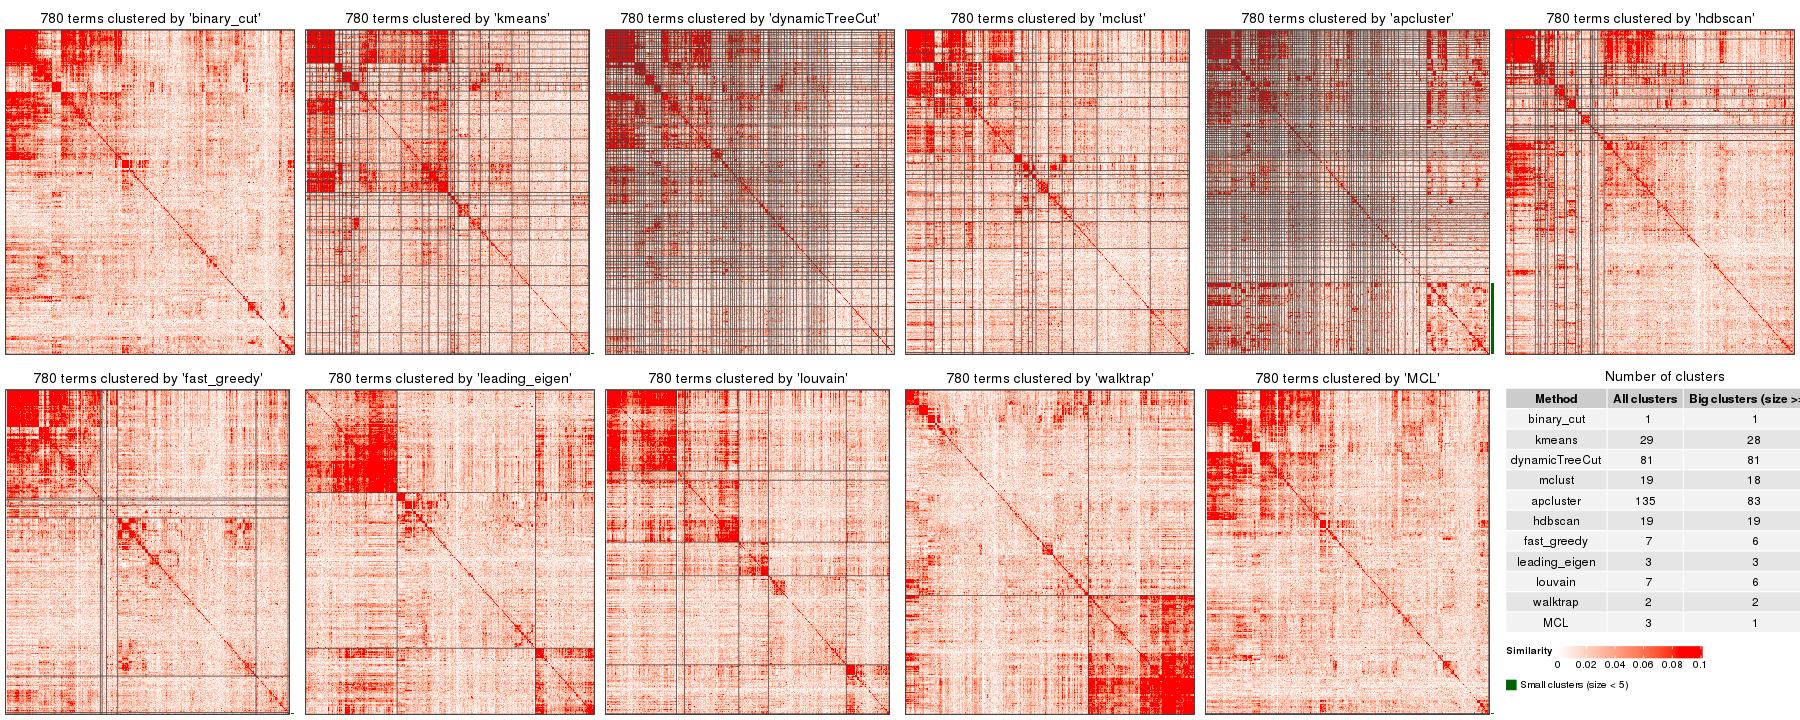 780 terms clustered by 'binary_cut'
780 terms clustered by 'kmeans'
780 terms clustered by 'dynamicTreeCut'
780 terms clustered by 'mclust'
780 terms clustered by 'apcluster'
780 terms clustered by 'hdbscan'
780 terms clustered by 'fast_greedy'
780 terms clustered by 'leading_eigen'
780 terms clustered by 'louvain'
780 terms clustered by 'walktrap'
780 terms clustered by 'MCL'
Number of clusters
Method All clusters Big clusters (size >=
binary_cut 1 1
kmeans 29 28
dynamicTreeCut 81 81
mclust 19 18
apcluster 135 83
hdbscan 19 19
fast_greedy 7 6
leading_eigen 3 3
louvain 7 6
walktrap 2 2
MCL 3 1
Similarity
0 0.02 0.04 0.06 0.08 0.1
Small clusters (size < 5)